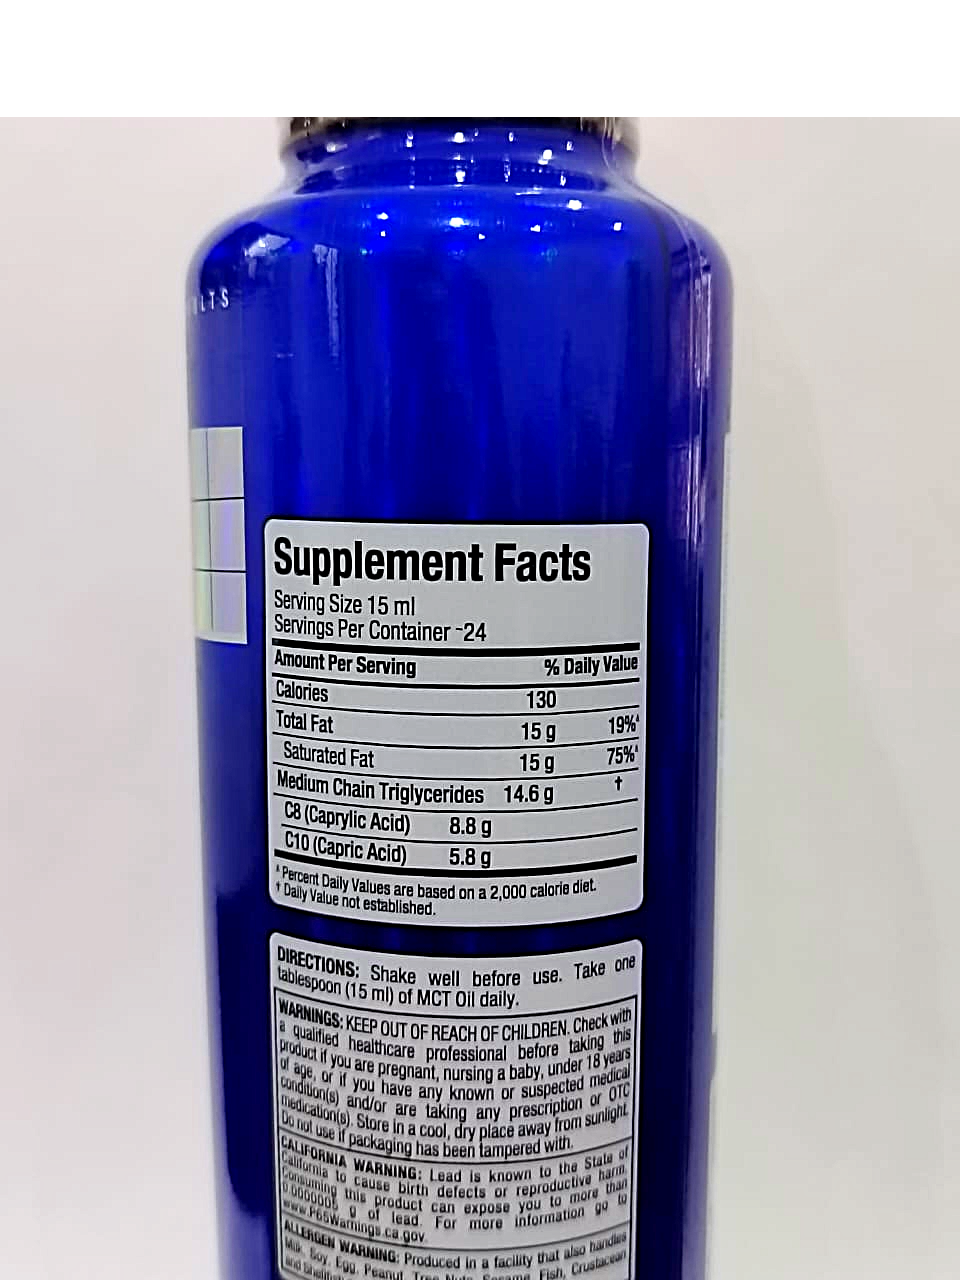 LTS
Supplement Facts
Serving Size 15 ml
Servings Per Container ~24
Amount Per Serving % Daily Value
Calories 130
Total Fat 15 g 19%*
Saturated Fat 15 g 75%*
Medium Chain Triglycerides 14.6 g †
C8 (Caprylic Acid) 8.8 g
C10 (Capric Acid) 5.8 g
* Percent Daily Values are based on a 2,000 calorie diet.
† Daily Value not established.
DIRECTIONS: Shake well before use. Take one
tablespoon (15 ml) of MCT Oil daily.
WARNINGS: KEEP OUT OF REACH OF CHILDREN. Check with
a qualified healthcare professional before taking this
product if you are pregnant, nursing a baby, under 18 years
of age, or if you have any known or suspected medical
condition(s) and/or are taking any prescription or OTC
medication(s). Store in a cool, dry place away from sunlight.
Do not use if packaging has been tampered with.
CALIFORNIA WARNING: Lead is known to the State of
California to cause birth defects or reproductive harm.
Consuming this product can expose you to more than
0.0000005 g of lead. For more information go to
www.P65Warnings.ca.gov.
ALLERGEN WARNING: Produced in a facility that also handles
Milk, Soy, Egg, Peanut, Tree Nuts, Sesame, Fish, Crustacean
and Shellfish